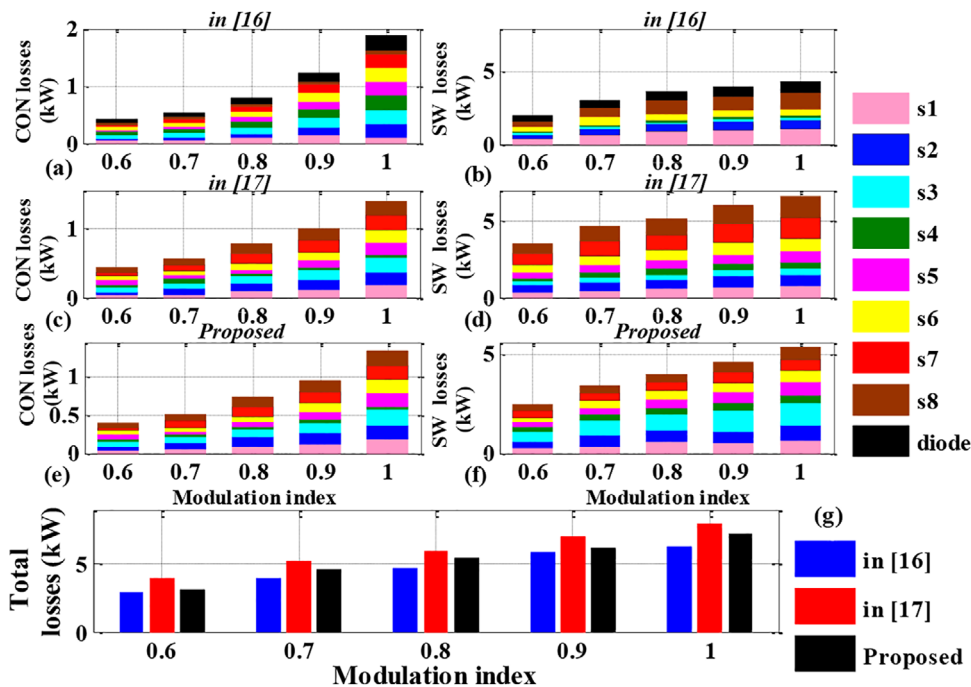 in [16]
in [16]
CON losses
(kW)
2
1
0
0.6 0.7 0.8 0.9 1
(a)
SW losses
(kW)
5
0
0.6 0.7 0.8 0.9 1
(b)
in [17]
in [17]
CON losses
(kW)
1
0
0.6 0.7 0.8 0.9 1
(c)
SW losses
(kW)
5
0
0.6 0.7 0.8 0.9 1
(d)
Proposed
Proposed
CON losses
(kW)
1
0.5
0
0.6 0.7 0.8 0.9 1
(e)
Modulation index
SW losses
(kW)
5
0
0.6 0.7 0.8 0.9 1
(f)
Modulation index
s1
s2
s3
s4
s5
s6
s7
s8
diode
Total
losses (kW)
5
0
0.6 0.7 0.8 0.9 1
Modulation index
(g)
in [16]
in [17]
Proposed